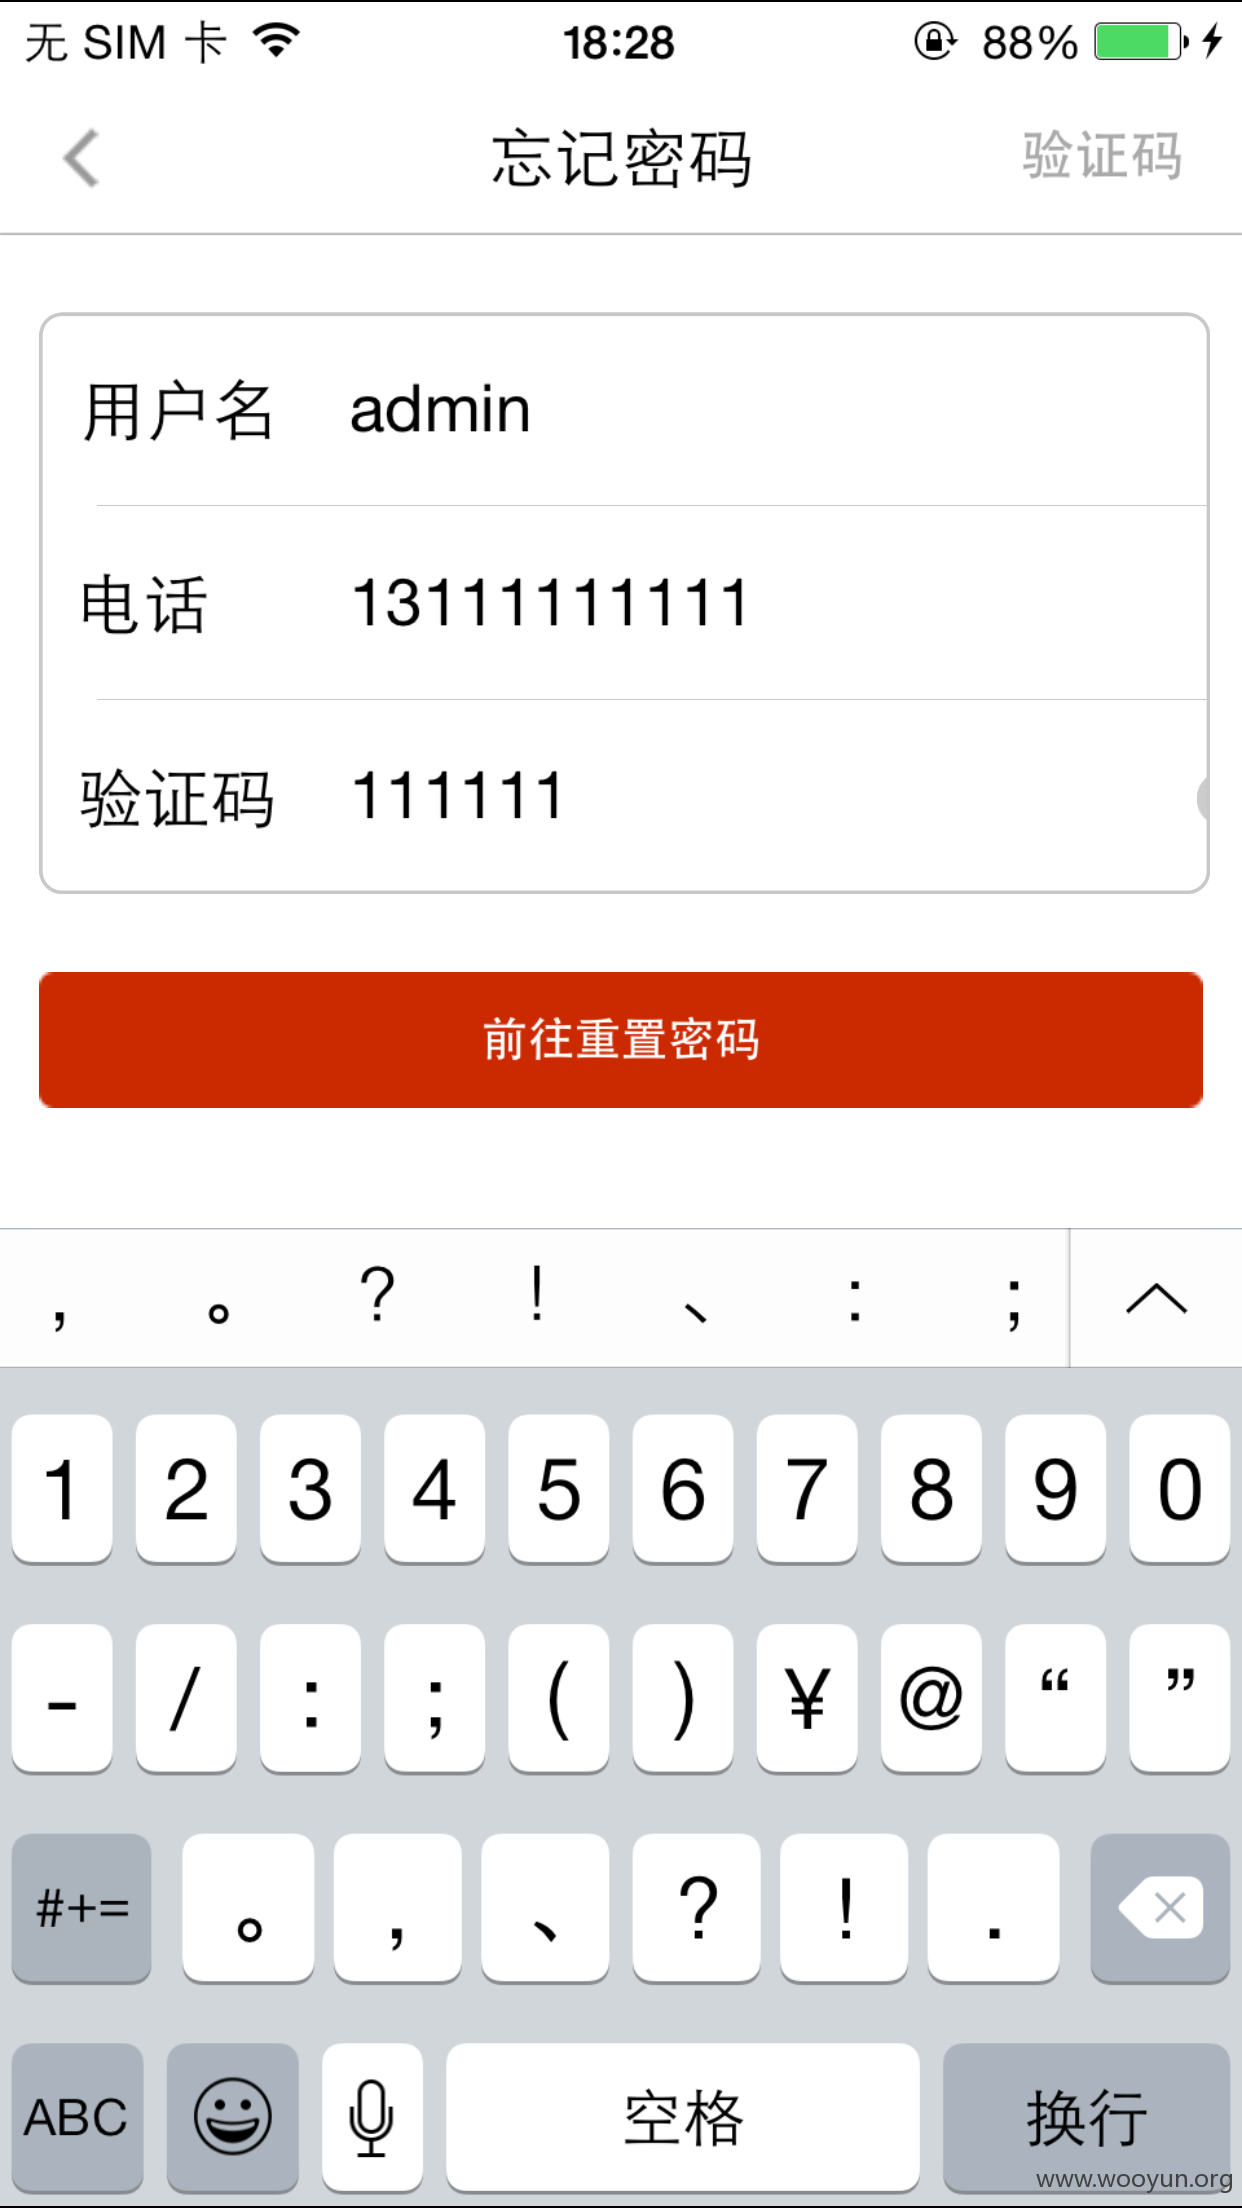 无 SIM 卡 18:28 88%
忘记密码 验证码
用户名 admin
电话 13111111111
验证码 111111
前往重置密码
, 。 ? ! 、 : ;
1 2 3 4 5 6 7 8 9 0
- / : ; ( ) ¥ @ “ ”
#+= 。 , 、 ? ! .
ABC 空格 换行
www.wooyun.org